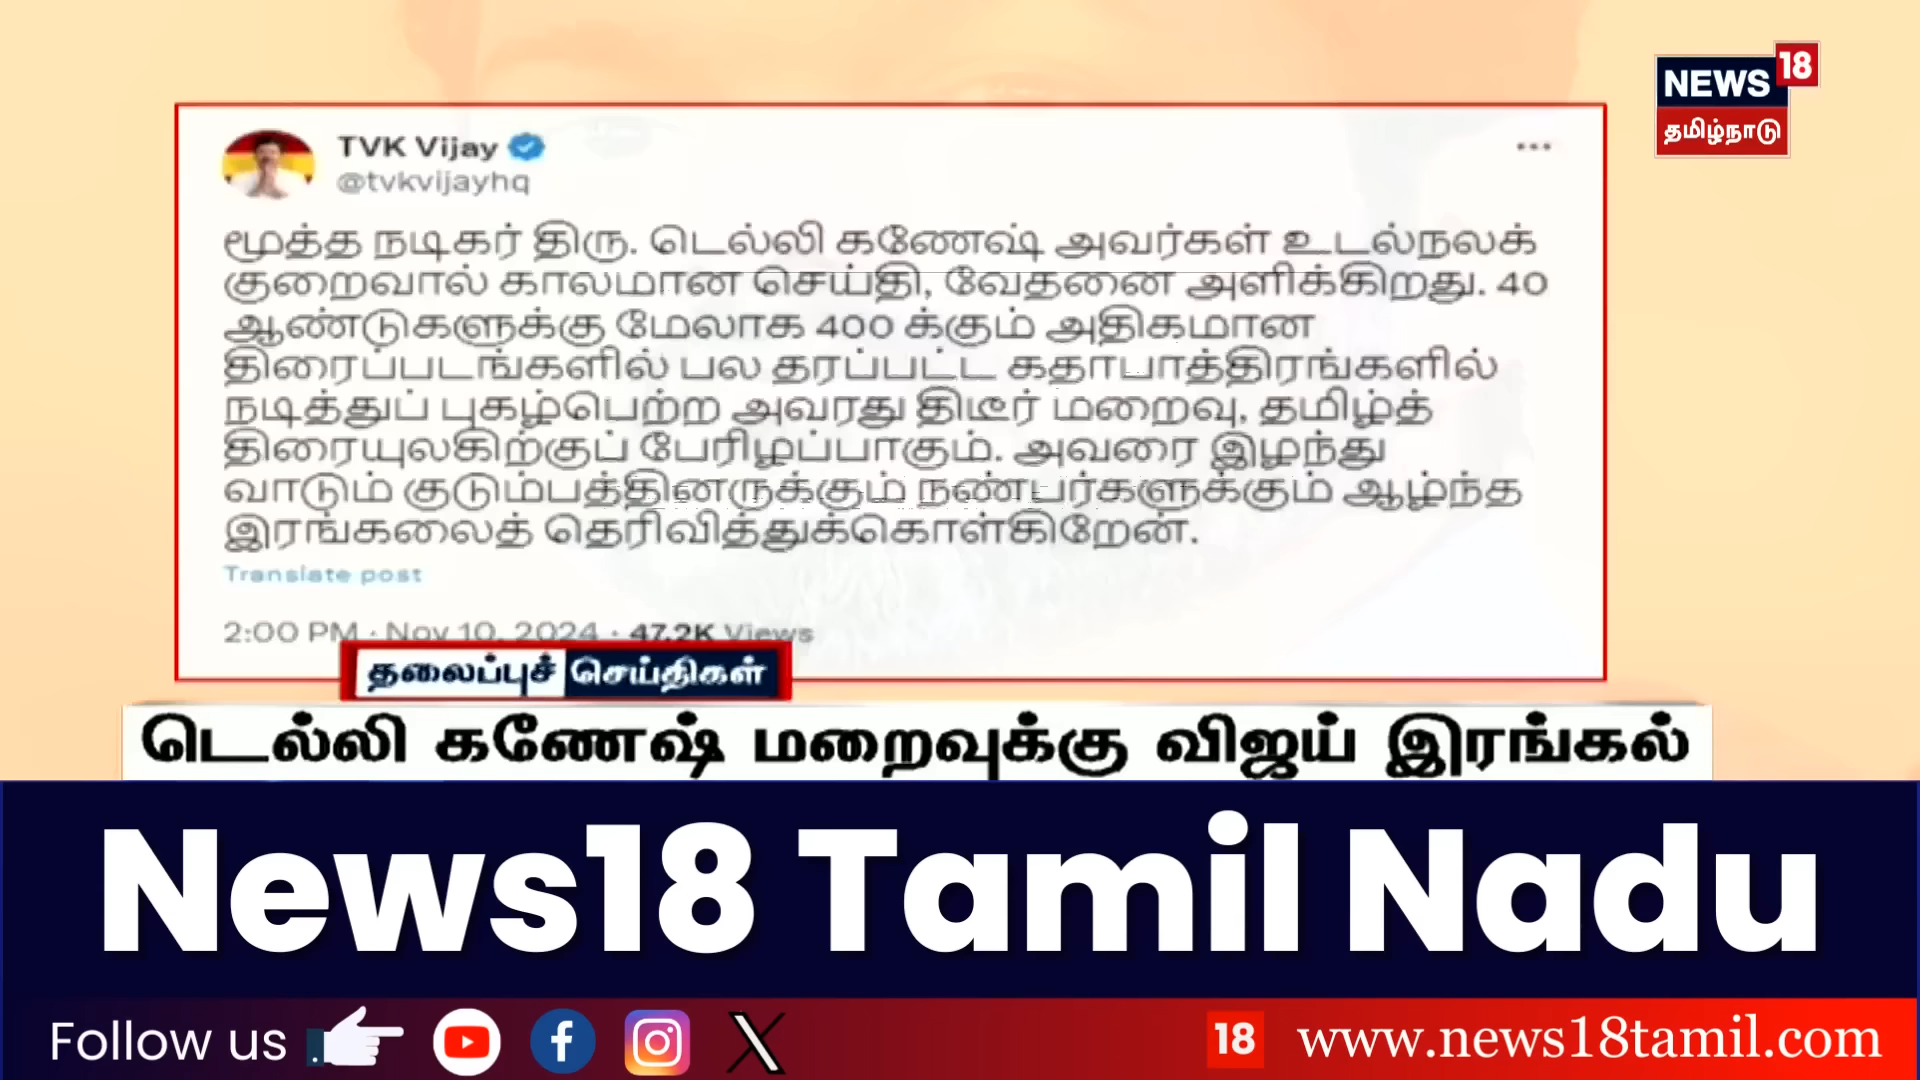 NEWS 18
தமிழ்நாடு
TVK Vijay
@tvkvijayhq
மூத்த நடிகர் திரு. டெல்லி கணேஷ் அவர்கள் உடல்நலக்
குறைவால் காலமான செய்தி, வேதனை அளிக்கிறது. 40
ஆண்டுகளுக்கு மேலாக 400 க்கும் அதிகமான
திரைப்படங்களில் பல தரப்பட்ட கதாபாத்திரங்களில்
நடித்துப் புகழ்பெற்ற அவரது திடீர் மறைவு, தமிழ்த்
திரையுலகிற்குப் பேரிழப்பாகும். அவரை இழந்து
வாடும் குடும்பத்தினருக்கும் நண்பர்களுக்கும் ஆழ்ந்த
இரங்கலைத் தெரிவித்துக்கொள்கிறேன்.
Translate post
2:00 PM · Nov 10, 2024 · 47.2K Views
தலைப்புச் செய்திகள்
டெல்லி கணேஷ் மறைவுக்கு விஜய் இரங்கல்
News18 Tamil Nadu
Follow us
18 www.news18tamil.com